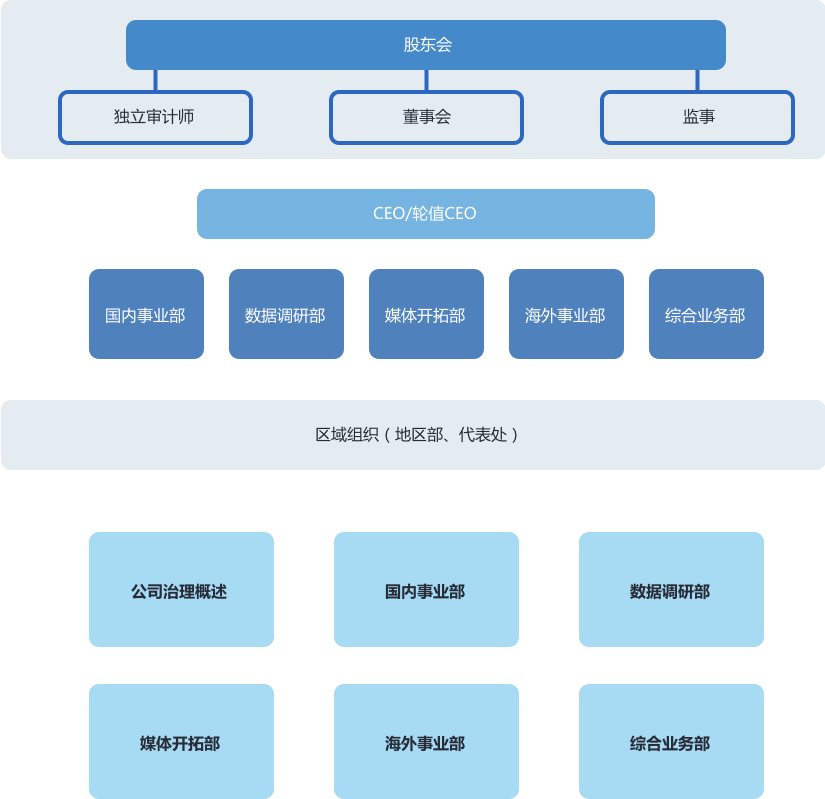 股东会
独立审计师
董事会
监事
CEO/轮值CEO
国内事业部
数据调研部
媒体开拓部
海外事业部
综合业务部
区域组织（地区部、代表处）
公司治理概述
国内事业部
数据调研部
媒体开拓部
海外事业部
综合业务部